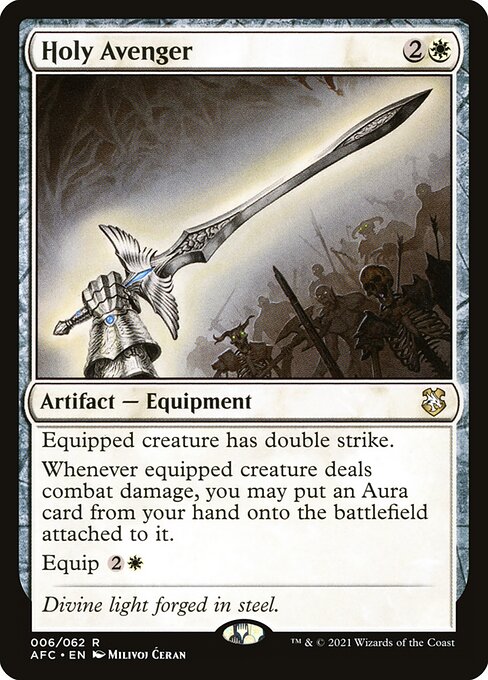 Holy Avenger 2
Artifact — Equipment
Equipped creature has double strike.
Whenever equipped creature deals
combat damage, you may put an Aura
card from your hand onto the battlefield
attached to it.
Equip 2
Divine light forged in steel.
006/062 R
AFC • EN Milivoj Ćeran
™ & © 2021 Wizards of the Coast